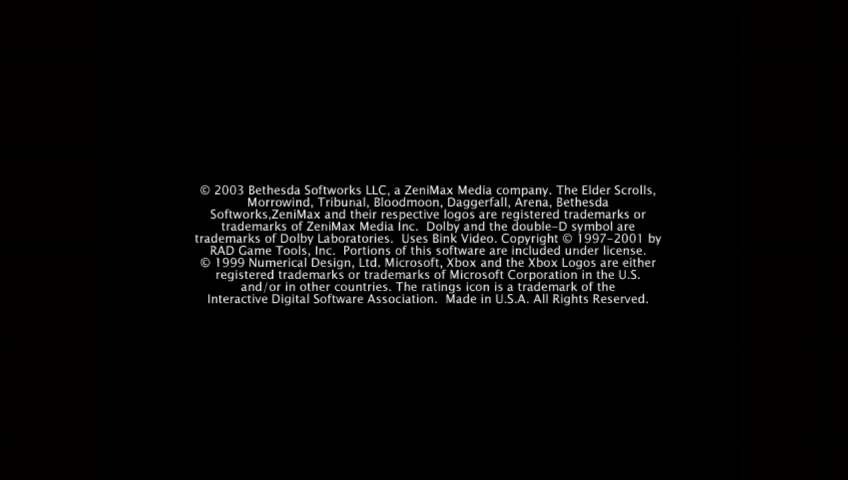 © 2003 Bethesda Softworks LLC, a ZeniMax Media company. The Elder Scrolls,
Morrowind, Tribunal, Bloodmoon, Daggerfall, Arena, Bethesda
Softworks,ZeniMax and their respective logos are registered trademarks or
trademarks of ZeniMax Media Inc.  Dolby and the double-D symbol are
trademarks of Dolby Laboratories.  Uses Bink Video. Copyright © 1997-2001 by
RAD Game Tools, Inc.  Portions of this software are included under license.
© 1999 Numerical Design, Ltd. Microsoft, Xbox and the Xbox Logos are either
registered trademarks or trademarks of Microsoft Corporation in the U.S.
and/or in other countries. The ratings icon is a trademark of the
Interactive Digital Software Association.  Made in U.S.A. All Rights Reserved.